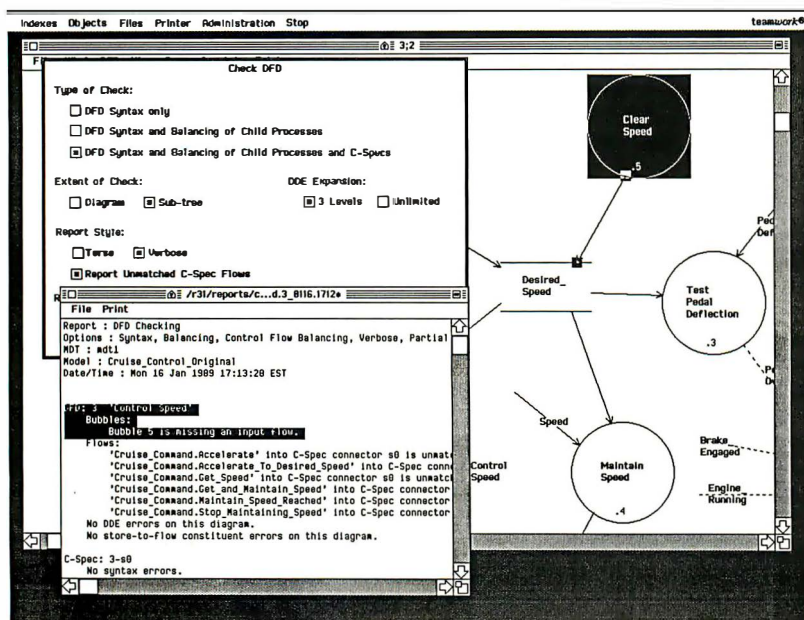 Indexes Objects Files Printer Administration Stop
teamwork®
3;2
Check DFD
Type of Check:
DFD Syntax only
DFD Syntax and Balancing of Child Processes
DFD Syntax and Balancing of Child Processes and C-Specs
Extent of Check:
DDE Expansion:
Diagram Sub-tree
3 Levels Unlimited
Report Style:
Terse Verbose
Report Unmatched C-Spec Flows
/r31/reports/c...d.3_0116.1712*
File Print
Report : DFD Checking
Options : Syntax, Balancing, Control Flow Balancing, Verbose, Partial
MDT : mdt1
Model : Cruise_Control_Original
Date/Time : Mon 16 Jan 1989 17:13:20 EST
DFD: 3 'Control Speed'
Bubbles:
Bubble 5 is missing an input flow.
Flows:
'Cruise_Command.Accelerate' into C-Spec connector s0 is unmat
'Cruise_Command.Accelerate_To_Desired_Speed' into C-Spec conn
'Cruise_Command.Get_Speed' into C-Spec connector s0 is unmatc
'Cruise_Command.Get_and_Maintain_Speed' into C-Spec connector
'Cruise_Command.Maintain_Speed_Reached' into C-Spec connector
'Cruise_Command.Stop_Maintaining_Speed' into C-Spec connector
No DDE errors on this diagram.
No store-to-flow constituent errors on this diagram.
C-Spec: 3-s0
No syntax errors.
Clear
Speed
.5
Desired_
Speed
Test
Pedal
Deflection
.3
Ped
Def
Speed
Control
Speed
Maintain
Speed
.4
Brake_
Engaged
Engine_
Running